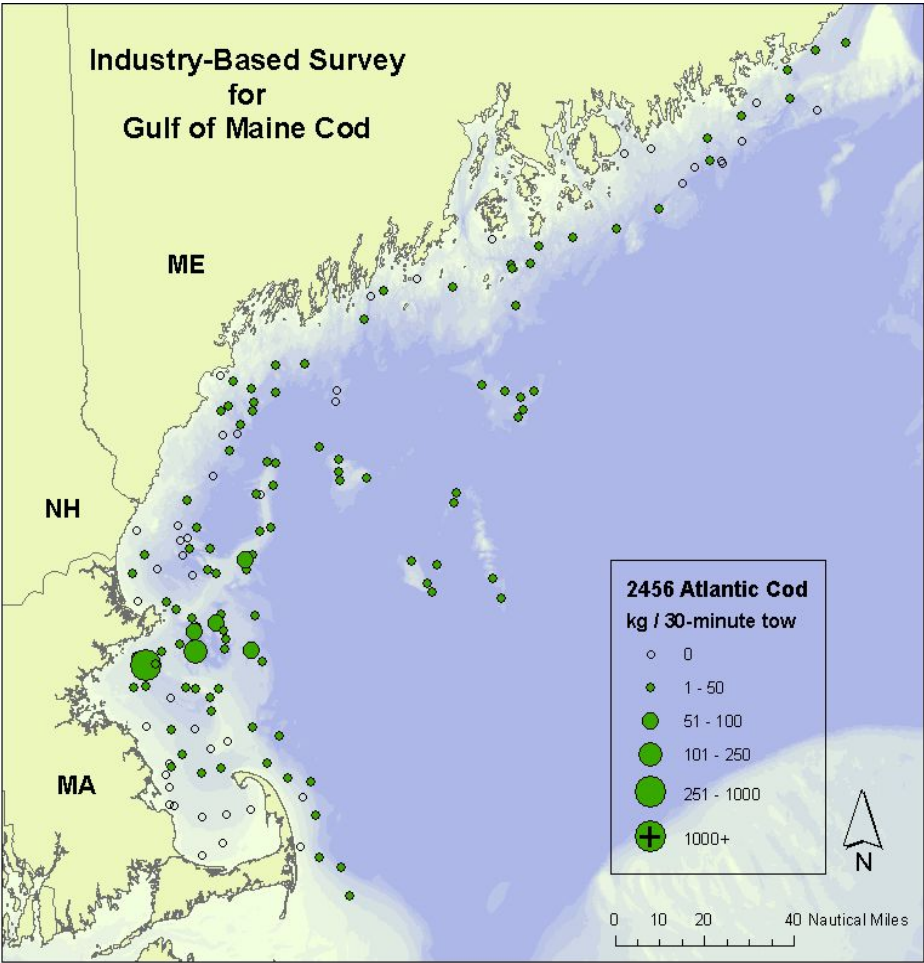 Industry-Based Survey
for
Gulf of Maine Cod
ME
NH
MA
2456 Atlantic Cod
kg / 30-minute tow
0
1 - 50
51 - 100
101 - 250
251 - 1000
1000+
N
0 10 20 40 Nautical Miles